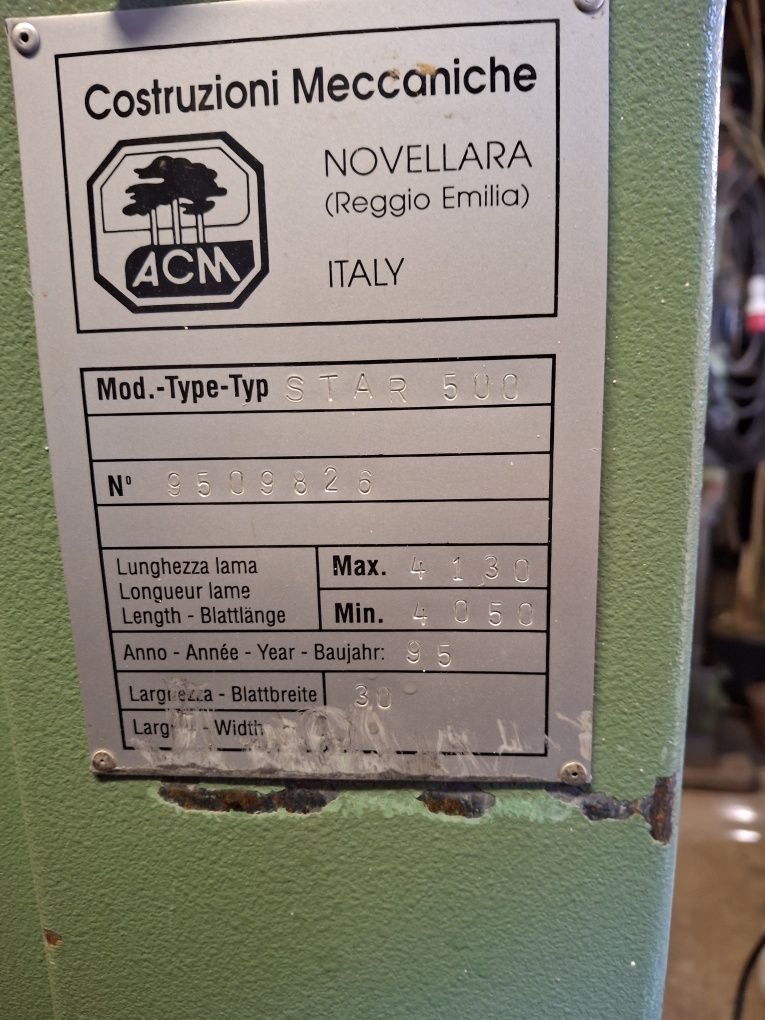 Costruzioni Meccaniche
NOVELLARA
(Reggio Emilia)
ACM
ITALY
Mod.-Type-Typ STAR 500
Nº 9509826
Lunghezza lama
Longueur lame
Length - Blattlänge
Max. 4130
Min. 4050
Anno - Année - Year - Baujahr: 95
Larghezza - Blattbreite 30
- Width